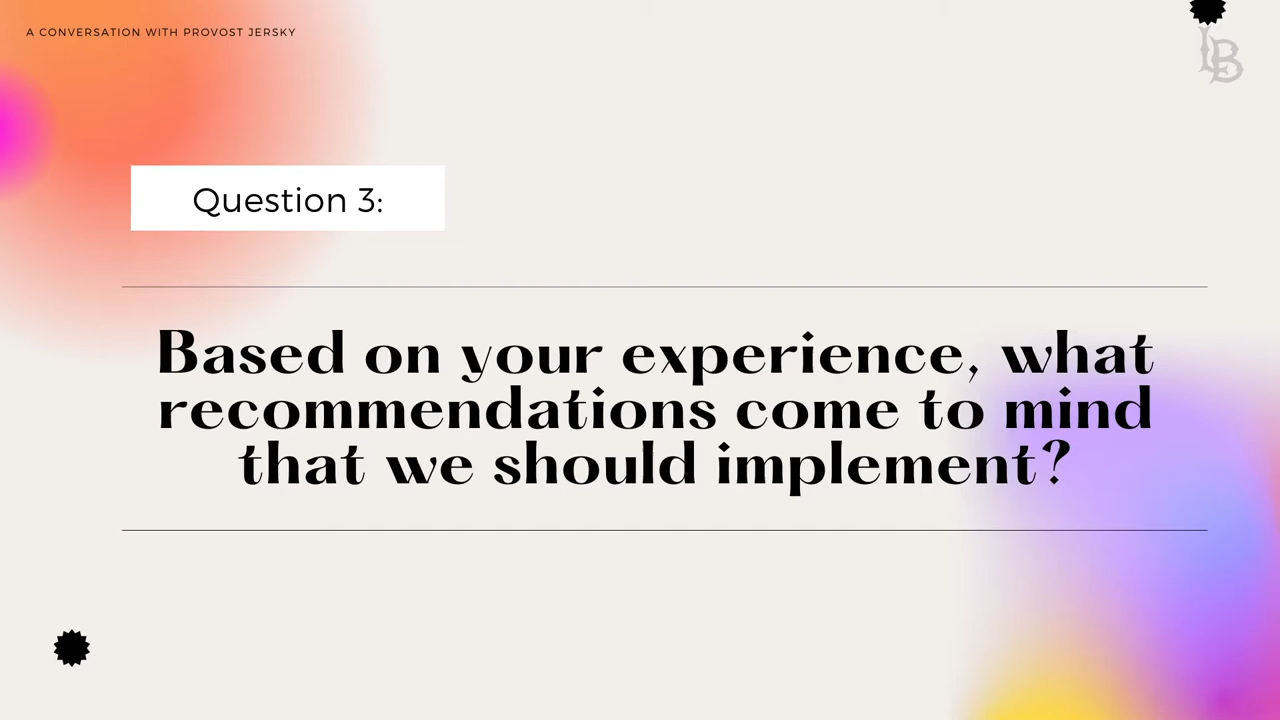 A CONVERSATION WITH PROVOST JERSKY
LB
Question 3:
Based on your experience, what
recommendations come to mind
that we should implement?